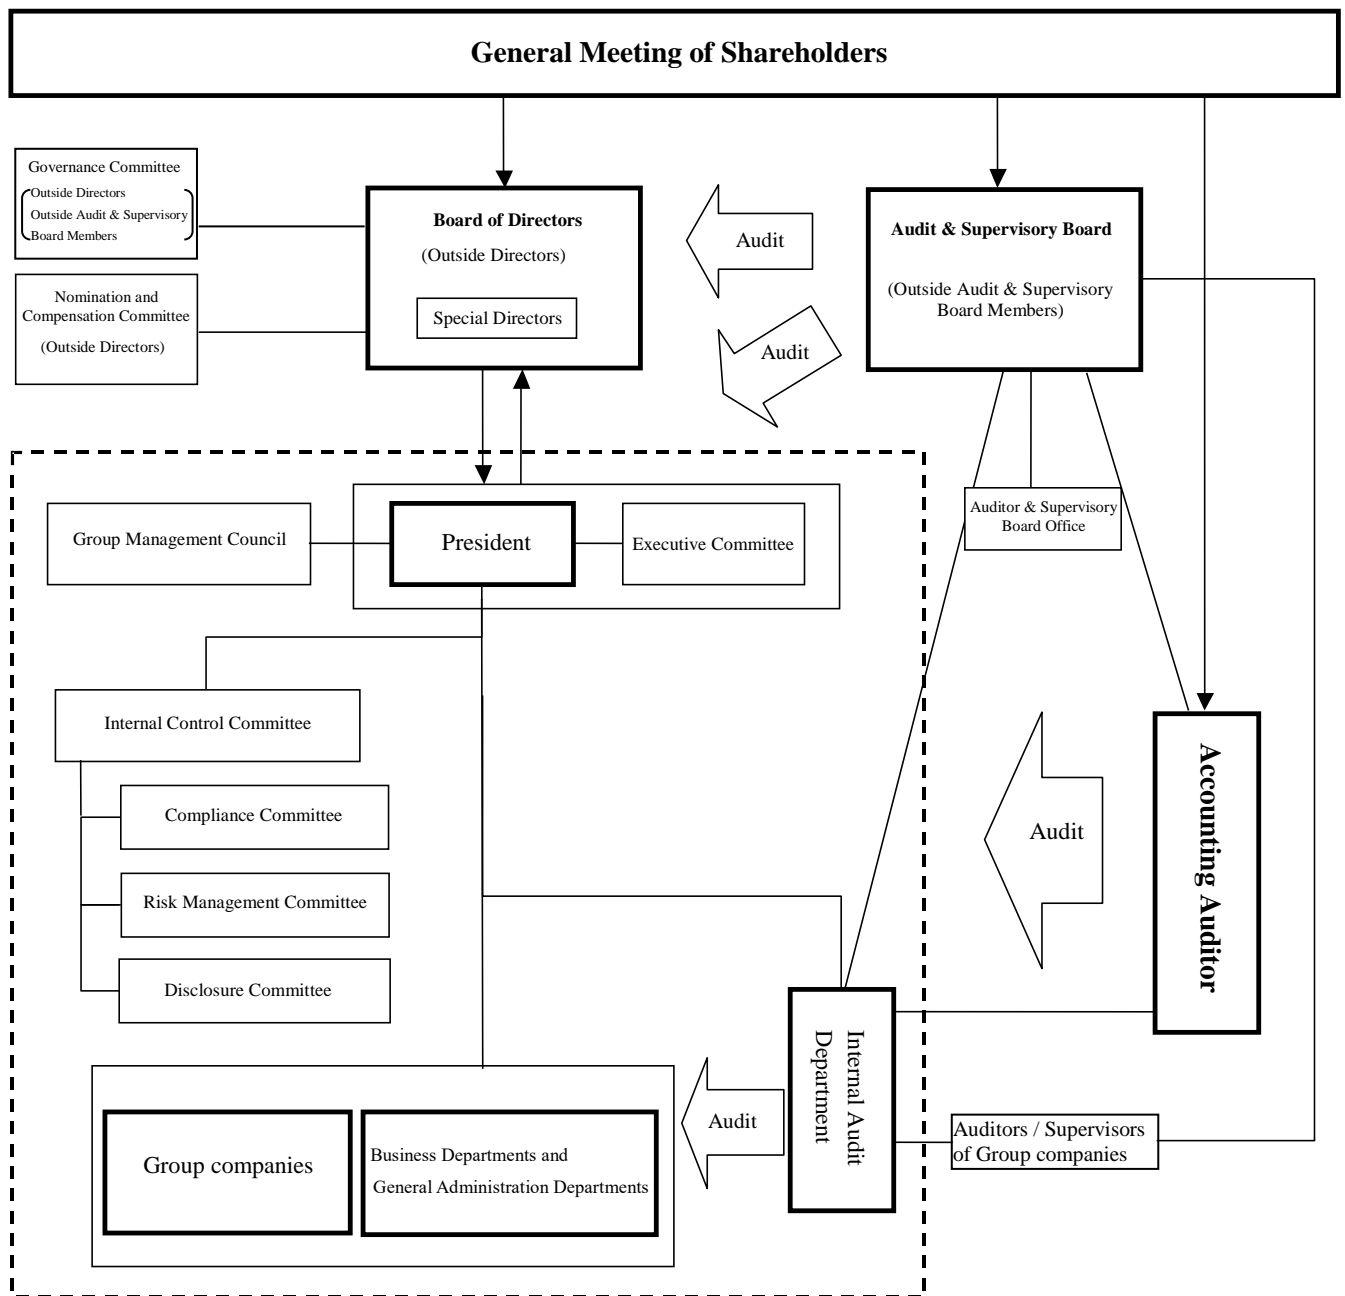 General Meeting of Shareholders
Governance Committee
Outside Directors
Outside Audit & Supervisory
Board Members
Nomination and
Compensation Committee
(Outside Directors)
Board of Directors
(Outside Directors)
Special Directors
Audit
Audit
Audit & Supervisory Board
(Outside Audit & Supervisory
Board Members)
Auditor & Supervisory
Board Office
Group Management Council
President
Executive Committee
Internal Control Committee
Compliance Committee
Risk Management Committee
Disclosure Committee
Audit
Accounting Auditor
Internal Audit
Department
Audit
Group companies
Business Departments and
General Administration Departments
Auditors / Supervisors
of Group companies